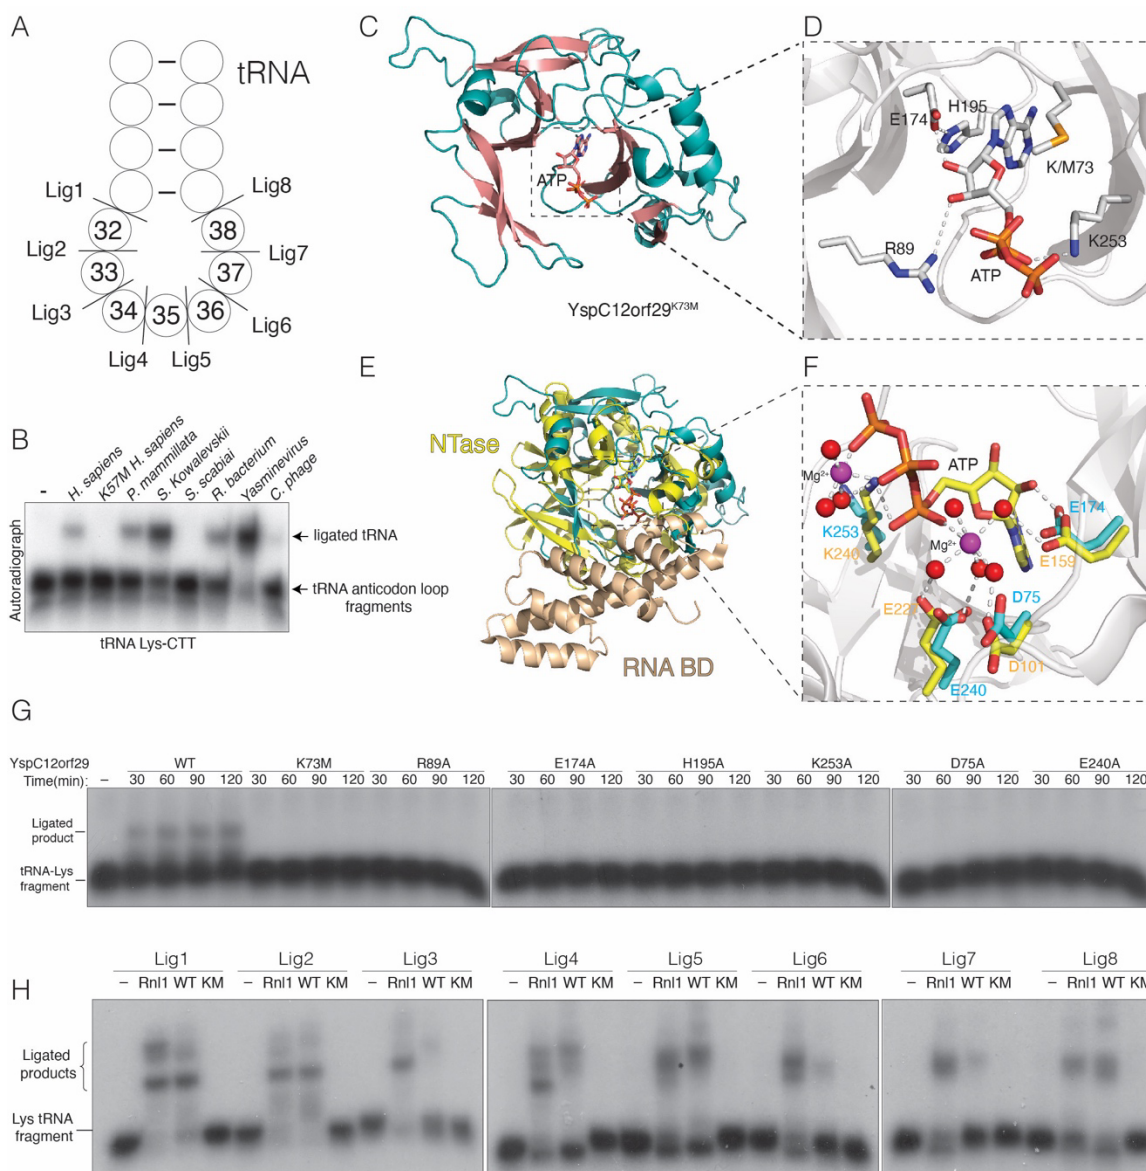 A
tRNA
Lig1
Lig8
32
38
Lig2
Lig7
33
37
Lig3
34
35
36
Lig6
Lig4
Lig5
B
–
H. sapiens
K57M H. sapiens
P. mammillata
S. Kowalevskii
S. scabiai
R. bacterium
Yasminevirus
C. phage
Autoradiograph
ligated tRNA
tRNA anticodon loop
fragments
tRNA Lys-CTT
C
ATP
YspC12orf29K73M
D
H195
E174
K/M73
R89
K253
ATP
E
NTase
RNA BD
F
ATP
Mg2+
K253
K240
Mg2+
E174
E159
D75
D101
E240
G
YspC12orf29 – WT K73M R89A E174A H195A K253A D75A E240A
Time(min): 30 60 90 120 30 60 90 120 30 60 90 120 30 60 90 120 30 60 90 120 30 60 90 120 30 60 90 120 30 60 90 120
Ligated
product
tRNA-Lys
fragment
H
Lig1 Lig2 Lig3 Lig4 Lig5 Lig6 Lig7 Lig8
– Rnl1 WT KM – Rnl1 WT KM – Rnl1 WT KM – Rnl1 WT KM – Rnl1 WT KM – Rnl1 WT KM – Rnl1 WT KM – Rnl1 WT KM
Ligated
products
Lys tRNA
fragment